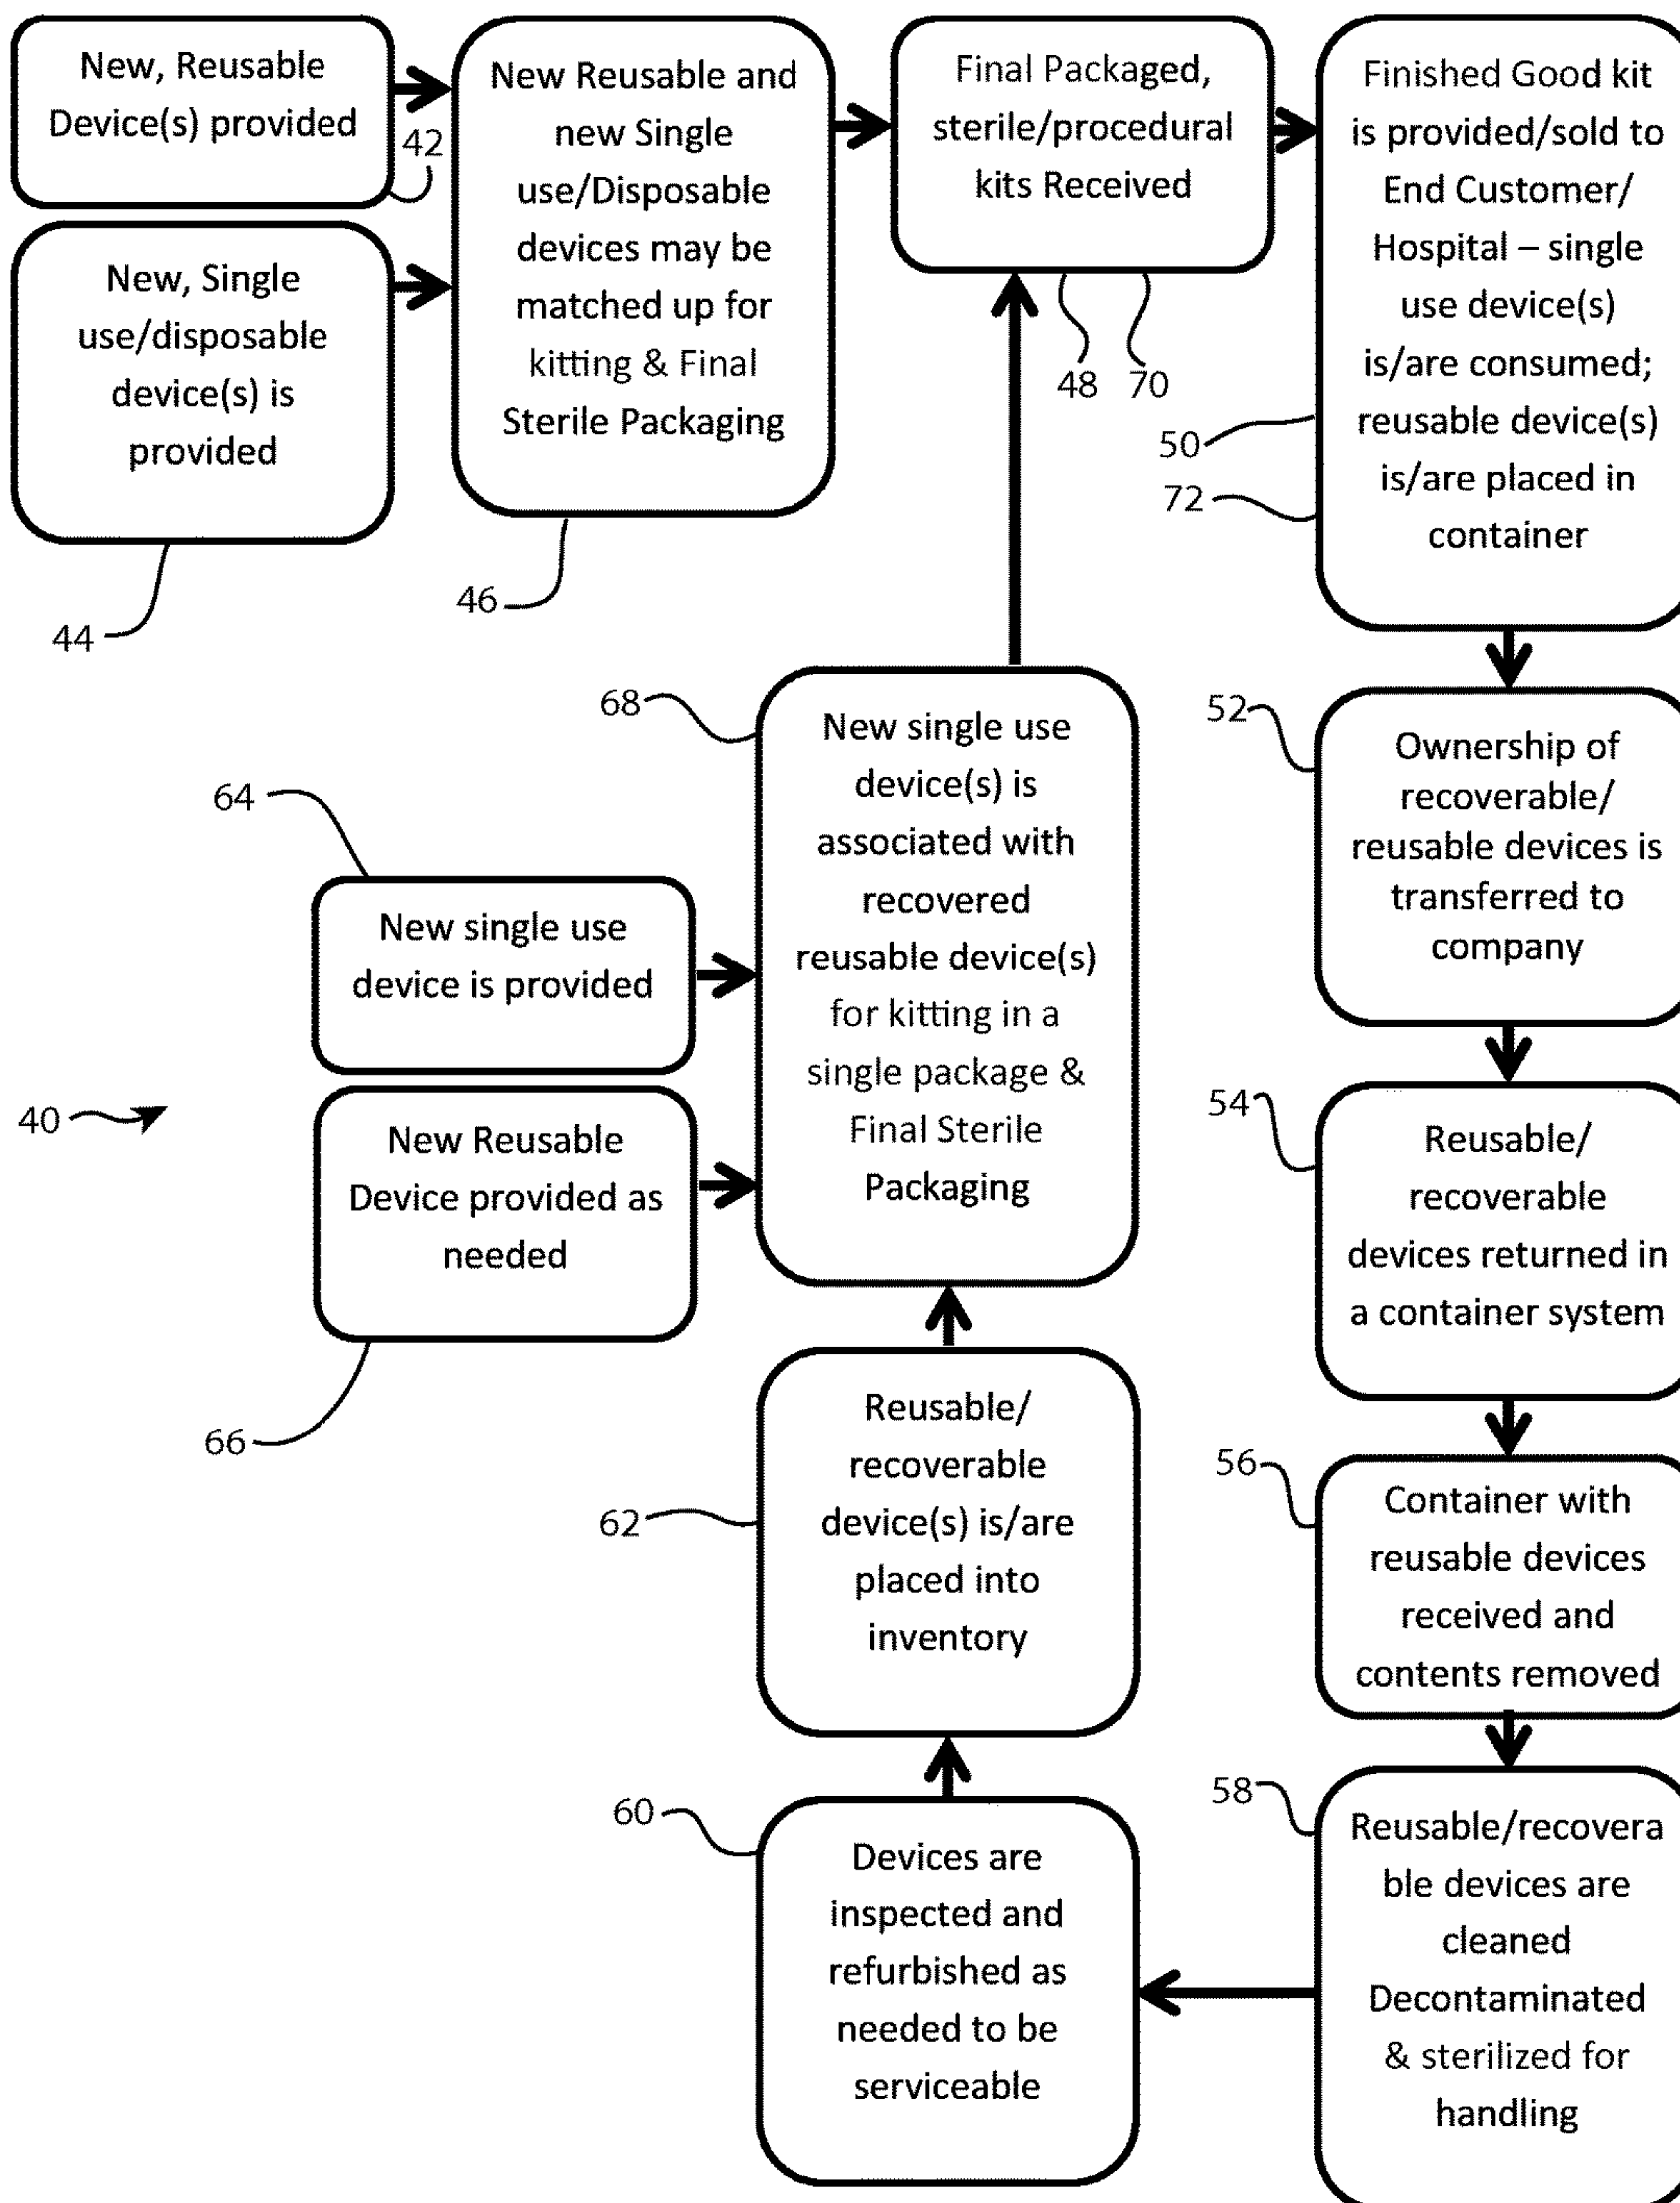 New, Reusable
Device(s) provided
42
New, Single
use/disposable
device(s) is
provided
44
New Reusable and
new Single
use/Disposable
devices may be
matched up for
kitting & Final
Sterile Packaging
46
Final Packaged,
sterile/procedural
kits Received
48
70
Finished Good kit
is provided/sold to
End Customer/
Hospital – single
use device(s)
is/are consumed;
reusable device(s)
is/are placed in
container
50
72
52
Ownership of
recoverable/
reusable devices is
transferred to
company
54
Reusable/
recoverable
devices returned in
a container system
56
Container with
reusable devices
received and
contents removed
58
Reusable/recovera
ble devices are
cleaned
Decontaminated
& sterilized for
handling
60
Devices are
inspected and
refurbished as
needed to be
serviceable
62
Reusable/
recoverable
device(s) is/are
placed into
inventory
64
New single use
device is provided
66
New Reusable
Device provided as
needed
68
New single use
device(s) is
associated with
recovered
reusable device(s)
for kitting in a
single package &
Final Sterile
Packaging
40